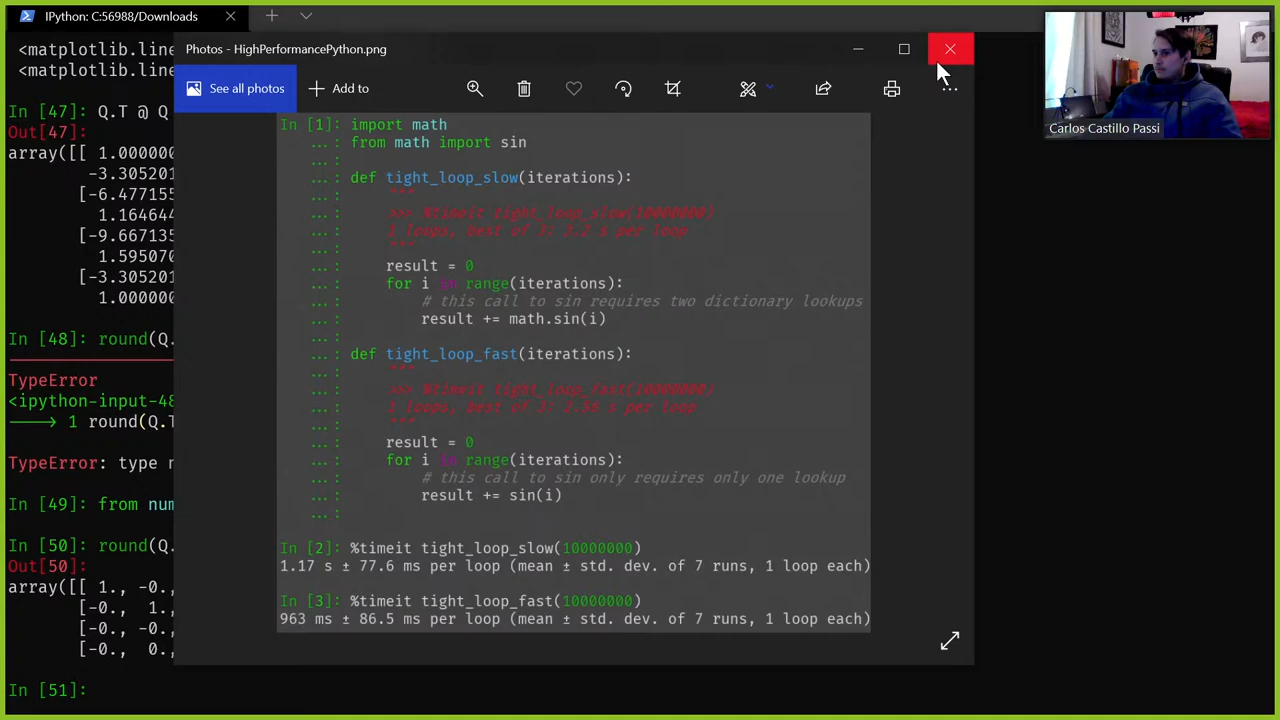 IPython: C:56988/Downloads
<matplotlib.line
<matplotlib.line
In [47]: Q.T @ Q
Out[47]:
array([[ 1.000000
-3.305201
[-6.477155
1.164644
[-9.667135
1.595070
[-3.305201
1.000000
In [48]: round(Q.
TypeError
<ipython-input-48
----> 1 round(Q.T
TypeError: type n
In [49]: from num
In [50]: round(Q.
Out[50]:
array([[ 1., -0.,
[-0., 1.,
[-0., -0.,
[-0., 0.,
In [51]:
Photos - HighPerformancePython.png
See all photos
Add to
In [1]: import math
...: from math import sin
...:
...: def tight_loop_slow(iterations):
...: """
...: >>> %timeit tight_loop_slow(10000000)
...: 1 loops, best of 3: 2.2 s per loop
...: """
...: result = 0
...: for i in range(iterations):
...: # this call to sin requires two dictionary lookups
...: result += math.sin(i)
...:
...: def tight_loop_fast(iterations):
...: """
...: >>> %timeit tight_loop_fast(10000000)
...: 1 loops, best of 3: s per loop
...: """
...: result = 0
...: for i in range(iterations):
...: # this call to sin only requires only one lookup
...: result += sin(i)
...:
In [2]: %timeit tight_loop_slow(10000000)
1.17 s ± 77.6 ms per loop (mean ± std. dev. of 7 runs, 1 loop each)
In [3]: %timeit tight_loop_fast(10000000)
963 ms ± 86.5 ms per loop (mean ± std. dev. of 7 runs, 1 loop each)
Carlos Castillo Passi